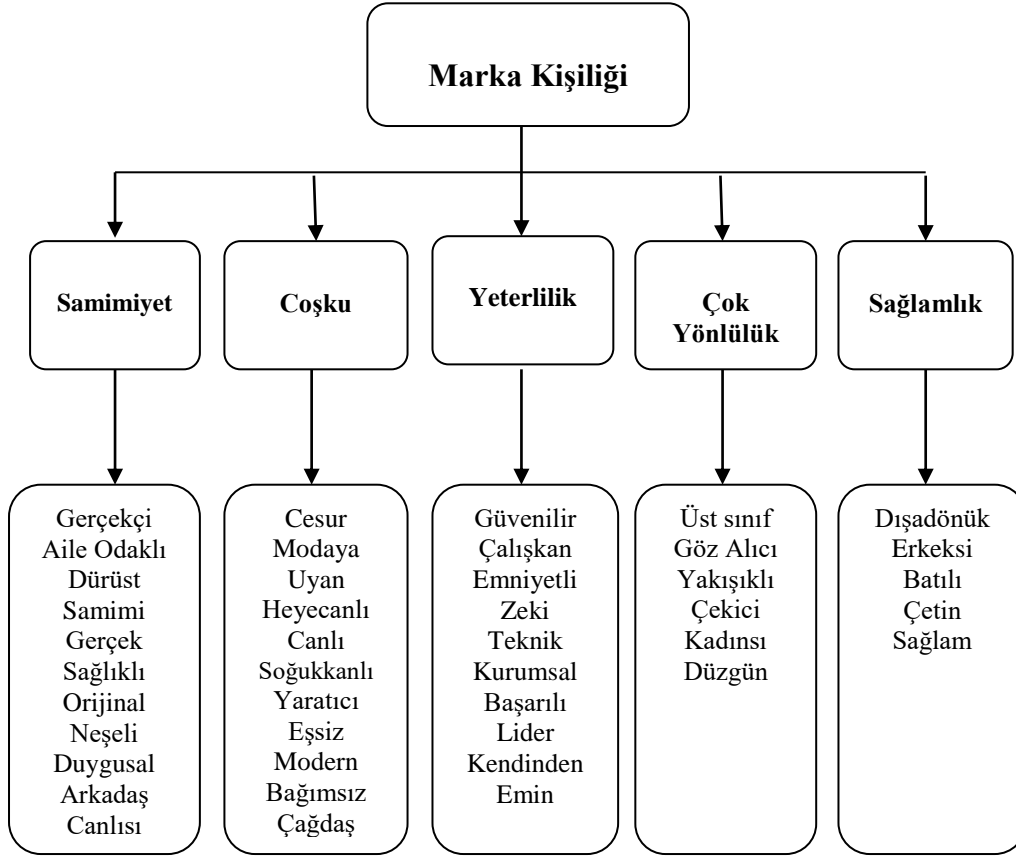 Marka Kişiliği
Samimiyet
Coşku
Yeterlilik
Çok
Yönlülük
Sağlamlık
Gerçekçi
Aile Odaklı
Dürüst
Samimi
Gerçek
Sağlıklı
Orijinal
Neşeli
Duygusal
Arkadaş
Canlısı
Cesur
Modaya
Uyan
Heyecanlı
Canlı
Soğukkanlı
Yaratıcı
Eşsiz
Modern
Bağımsız
Çağdaş
Güvenilir
Çalışkan
Emniyetli
Zeki
Teknik
Kurumsal
Başarılı
Lider
Kendinden
Emin
Üst sınıf
Göz Alıcı
Yakışıklı
Çekici
Kadınsı
Düzgün
Dışadönük
Erkeksi
Batılı
Çetin
Sağlam